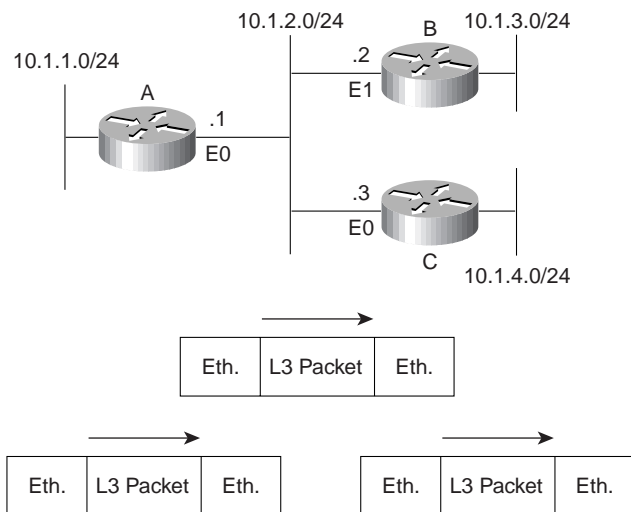 10.1.2.0/24
B
10.1.3.0/24
10.1.1.0/24
A
.2
E1
.1
E0
.3
E0
C
10.1.4.0/24
Eth. L3 Packet Eth.
Eth. L3 Packet Eth.
Eth. L3 Packet Eth.